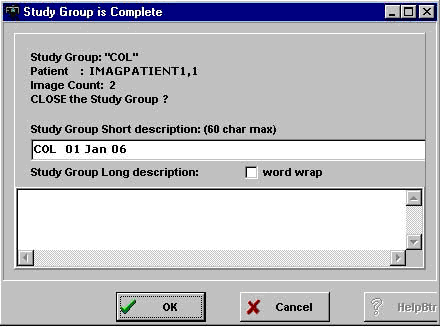 Study Group is Complete
Study Group: "COL"
Patient : IMAGPATIENT1,1
Image Count: 2
CLOSE the Study Group ?
Study Group Short description: (60 char max)
COL 01 Jan 06
Study Group Long description:
word wrap
OK
Cancel
HelpBtr